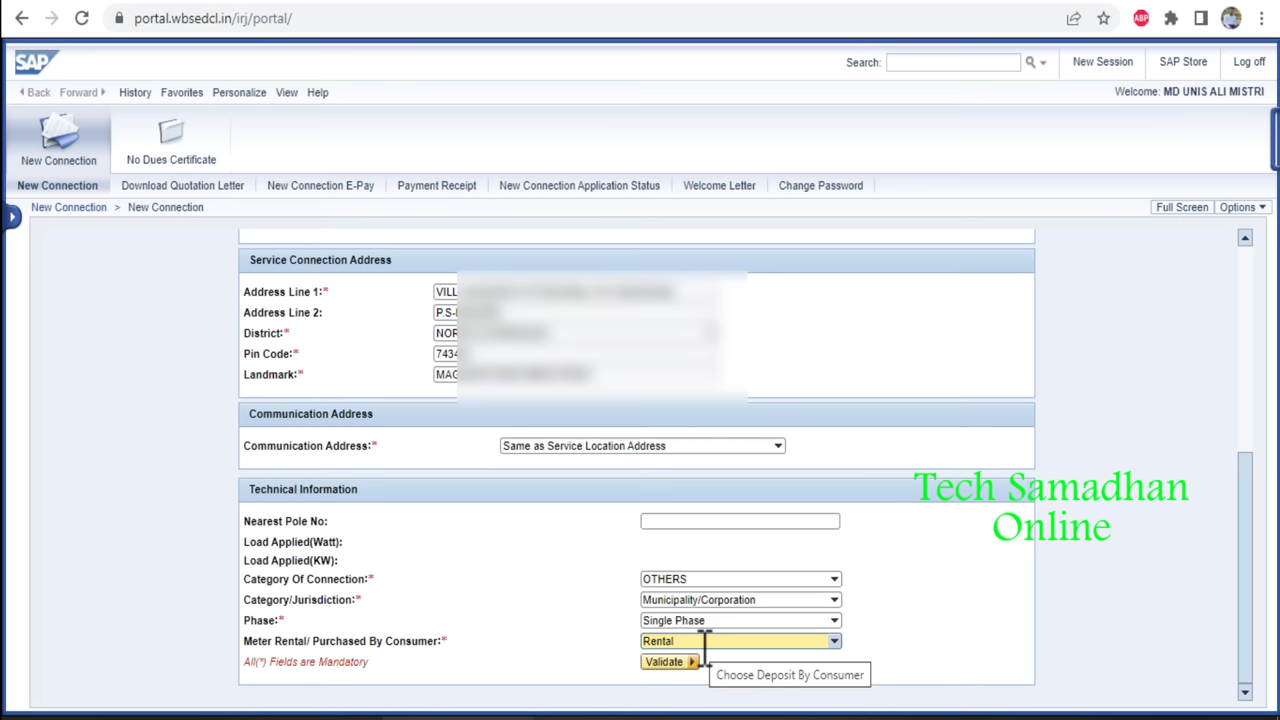 portal.wbsedcl.in/irj/portal/
ABP
SAP
Search:
New Session
SAP Store
Log off
Back
Forward
History
Favorites
Personalize
View
Help
Welcome: MD UNIS ALI MISTRI
New Connection
No Dues Certificate
New Connection
Download Quotation Letter
New Connection E-Pay
Payment Receipt
New Connection Application Status
Welcome Letter
Change Password
New Connection > New Connection
Full Screen
Options
Service Connection Address
Address Line 1:* VILL
Address Line 2: P.S-
District:* NOR
Pin Code:* 7434
Landmark:* MAG
Communication Address
Communication Address:* Same as Service Location Address
Technical Information
Tech Samadhan
Online
Nearest Pole No:
Load Applied(Watt):
Load Applied(KW):
Category Of Connection:* OTHERS
Category/Jurisdiction:* Municipality/Corporation
Phase:* Single Phase
Meter Rental/ Purchased By Consumer:* Rental
All(*) Fields are Mandatory
Validate
Choose Deposit By Consumer